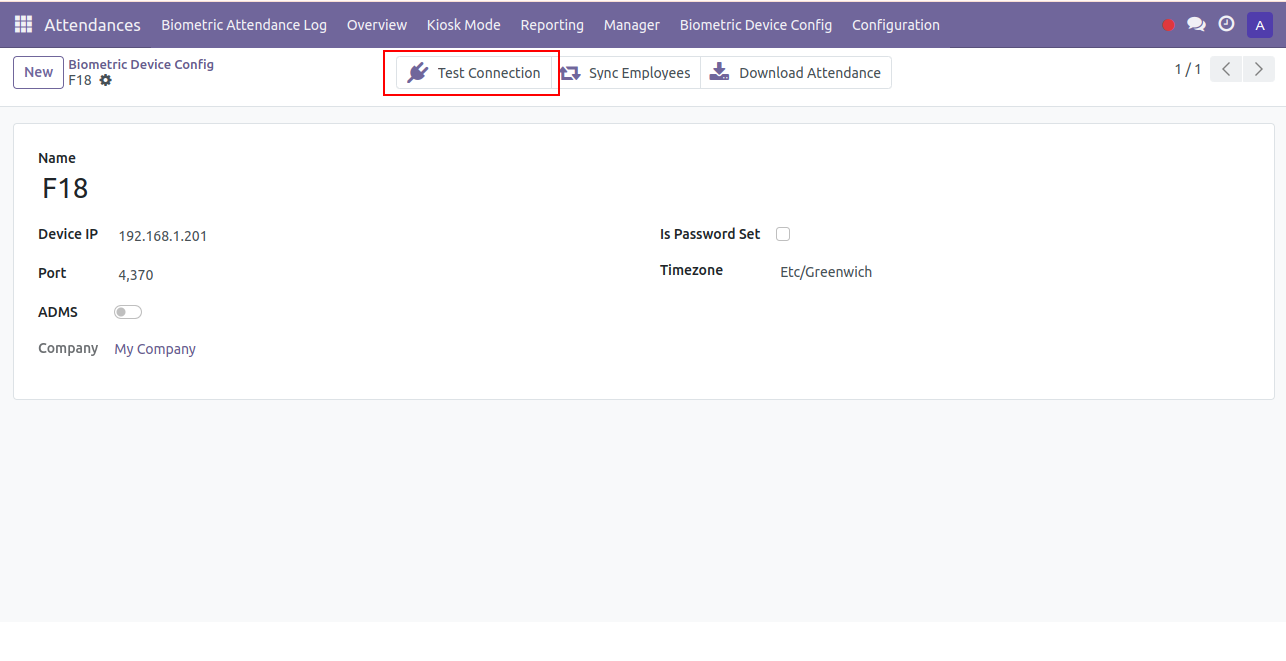 Attendances Biometric Attendance Log Overview Kiosk Mode Reporting Manager Biometric Device Config Configuration A
New Biometric Device Config
F18
Test Connection Sync Employees Download Attendance 1 / 1
Name
F18
Device IP 192.168.1.201 Is Password Set
Port 4,370 Timezone Etc/Greenwich
ADMS
Company My Company